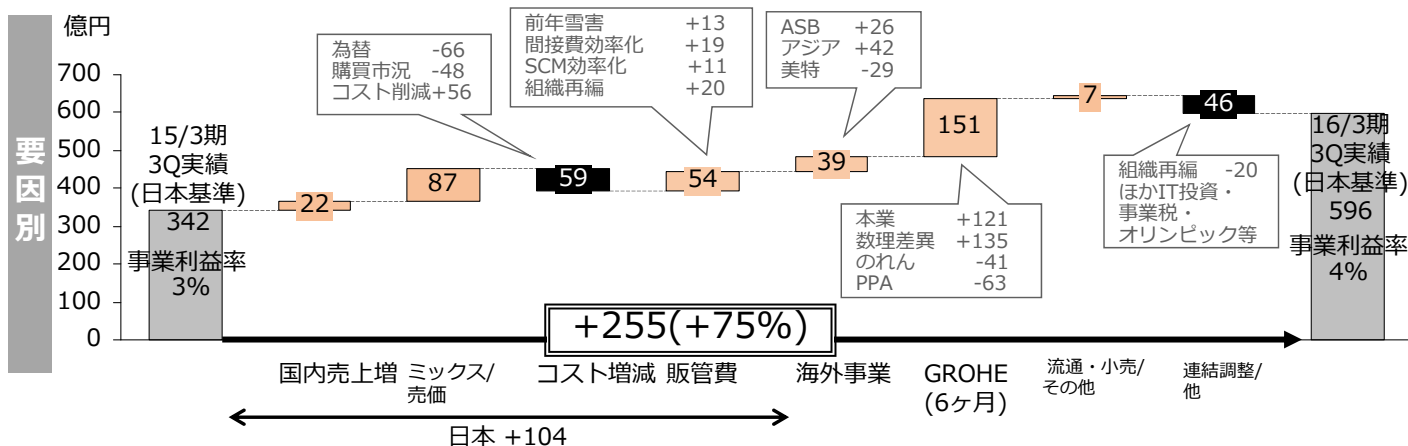 要因別
億円
700
600
500
400
300
200
100
0
15/3期
3Q実績
(日本基準)
342
事業利益率
3%
22
87
為替 -66
購買市況 -48
コスト削減+56
59
前年雪害 +13
間接費効率化 +19
SCM効率化 +11
組織再編 +20
54
ASB +26
アジア +42
美特 -29
39
151
本業 +121
数理差異 +135
のれん -41
PPA -63
7
46
組織再編 -20
ほかIT投資・
事業税・
オリンピック等
16/3期
3Q実績
(日本基準)
596
事業利益率
4%
+255(+75%)
国内売上増
ミックス/
売価
コスト増減
販管費
海外事業
GROHE
(6ヶ月)
流通・小売/
その他
連結調整/
他
日本 +104